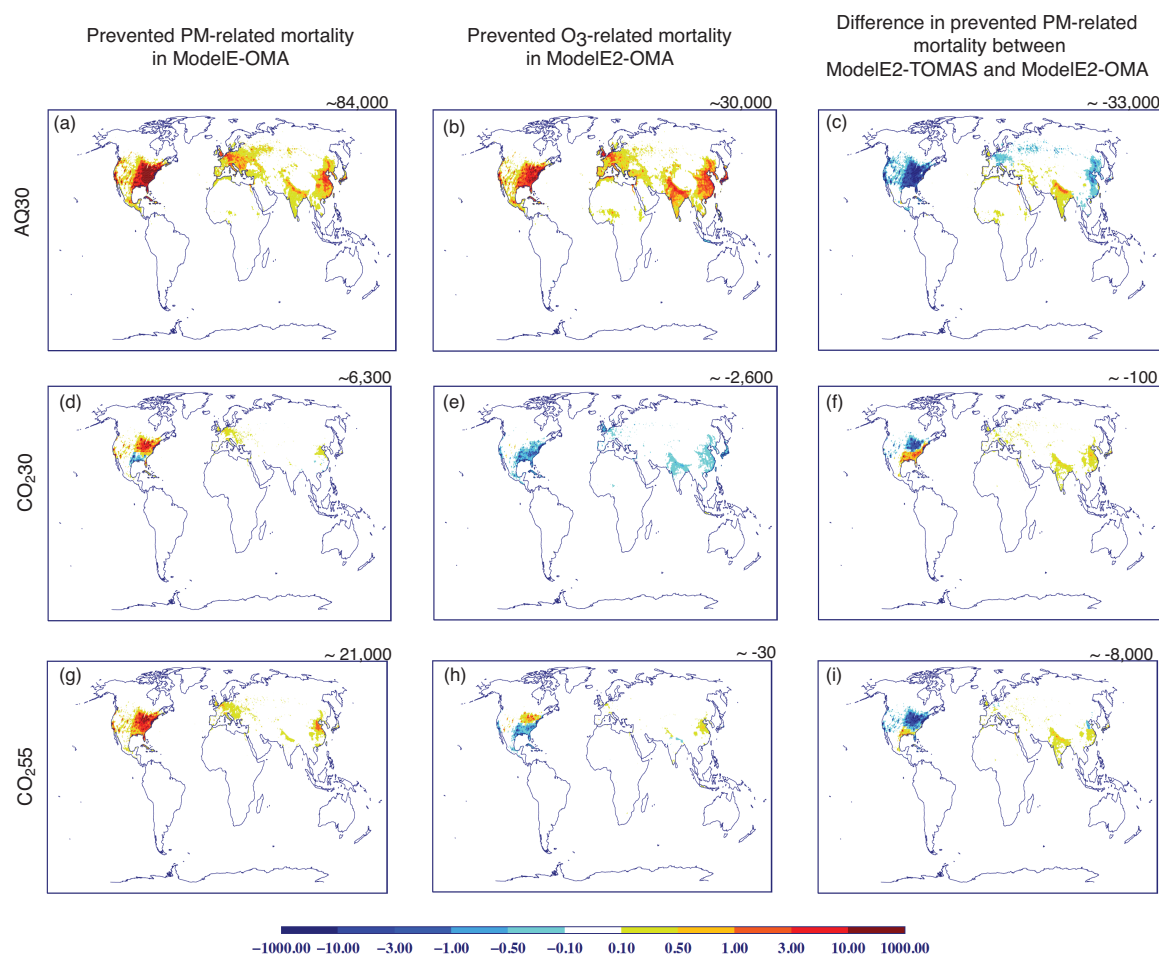 Prevented PM-related mortality
in ModelE-OMA
Prevented O3-related mortality
in ModelE2-OMA
Difference in prevented PM-related
mortality between
ModelE2-TOMAS and ModelE2-OMA
AQ30
(a)
~84,000
(b)
~30,000
(c)
~ -33,000
CO₂30
(d)
~6,300
(e)
~ -2,600
(f)
~ -100
CO₂55
(g)
~ 21,000
(h)
~ -30
(i)
~ -8,000
−1000.00 −10.00 −3.00 −1.00 −0.50 −0.10 0.10 0.50 1.00 3.00 10.00 1000.00